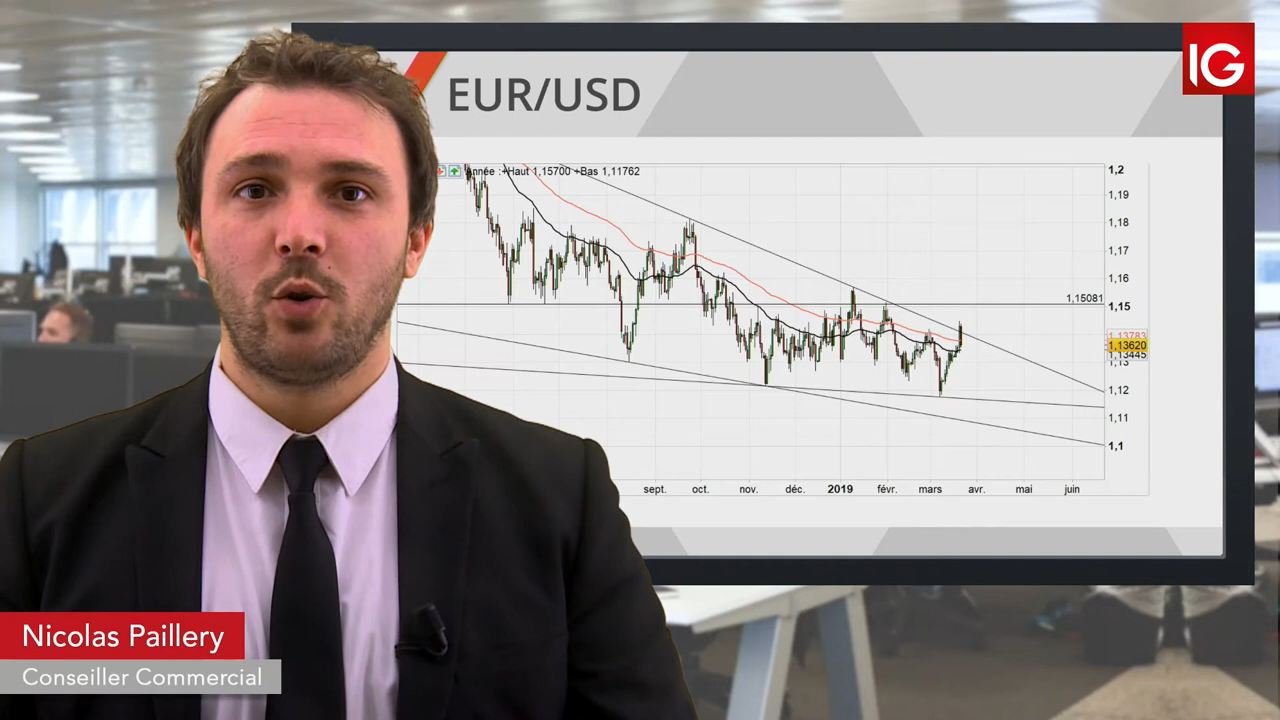 IG
EUR/USD
Année :+Haut 1,15700 +Bas 1,11762
1,2
1,19
1,18
1,17
1,16
1,15081
1,15
1,13783
1,13620
1,13445
1,13
1,12
1,11
1,1
sept. oct. nov. déc. 2019 févr. mars avr. mai juin
Nicolas Paillery
Conseiller Commercial